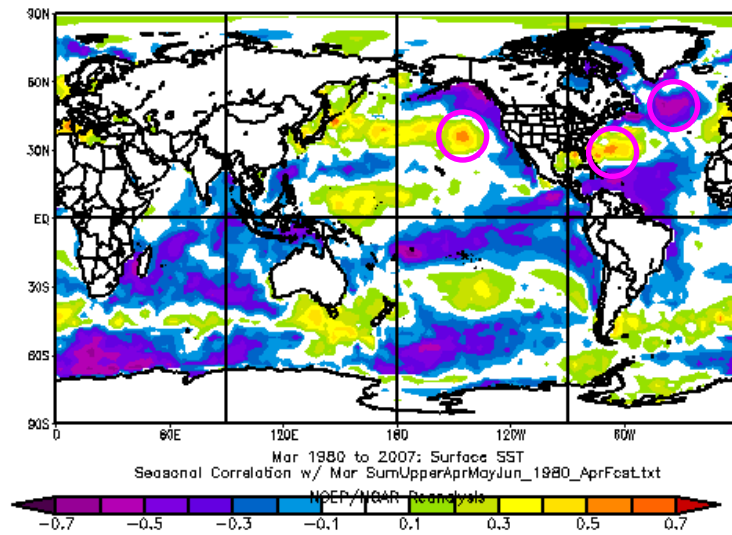 90N
60N
30N
EQ
30S
60S
90S
0 60E 120E 180 120W 60W
Mar 1980 to 2007: Surface SST
Seasonal Correlation w/ Mar SumUpperAprMayJun_1980_AprFcst.txt
NCEP/NCAR Reanalysis
-0.7 -0.5 -0.3 -0.1 0.1 0.3 0.5 0.7